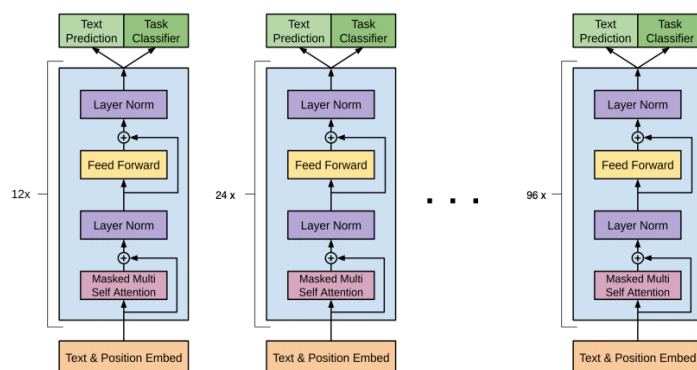 Text
Prediction
Task
Classifier
12x
Layer Norm
Feed Forward
Layer Norm
Masked Multi
Self Attention
Text & Position Embed
Text
Prediction
Task
Classifier
24 x
Layer Norm
Feed Forward
Layer Norm
Masked Multi
Self Attention
Text & Position Embed
. . .
Text
Prediction
Task
Classifier
96 x
Layer Norm
Feed Forward
Layer Norm
Masked Multi
Self Attention
Text & Position Embed